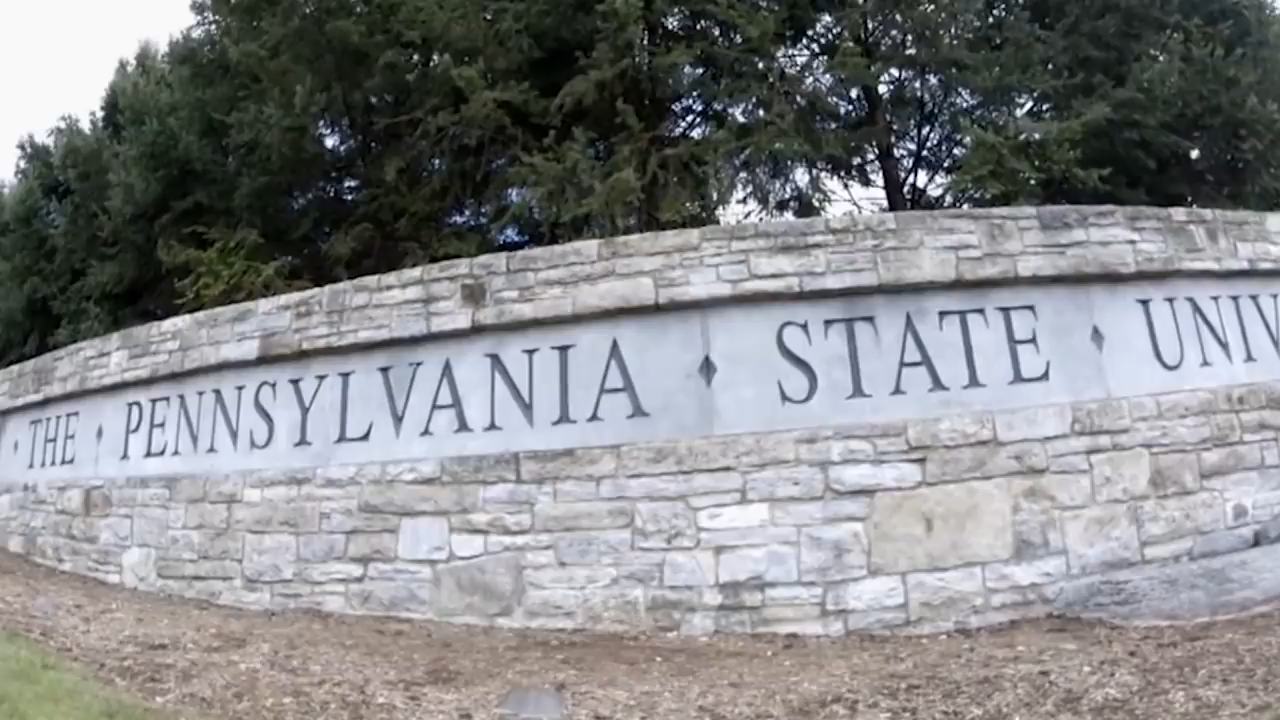 THE ♦ PENNSYLVANIA ♦ STATE ♦ UNIV